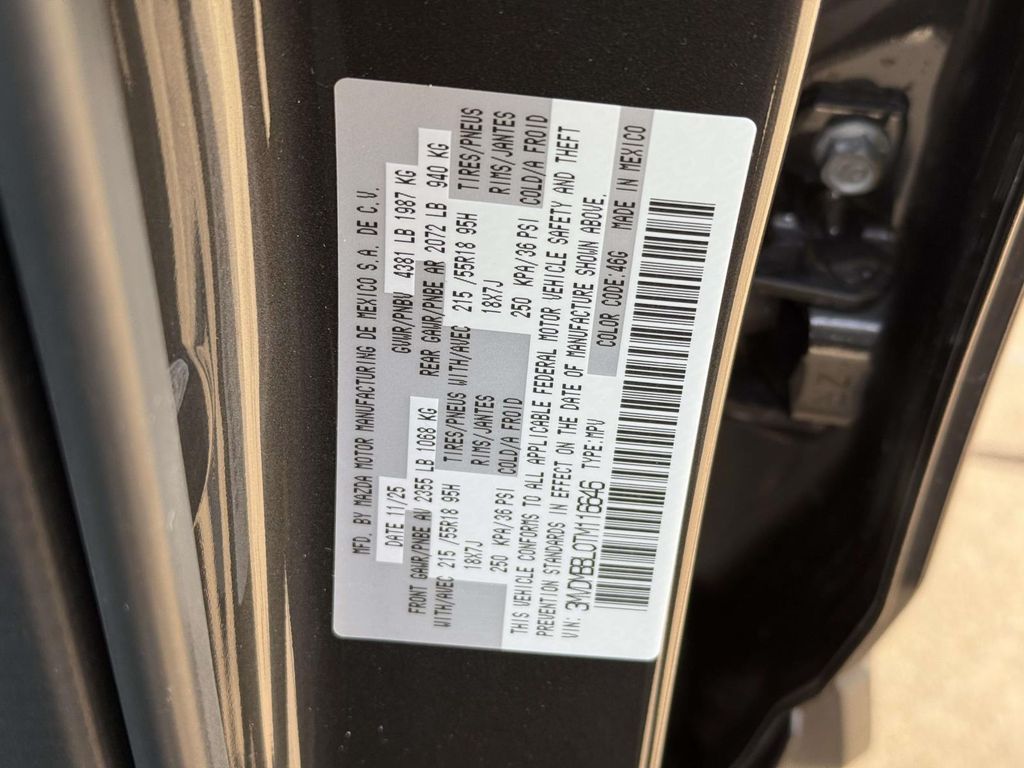 MFD. BY MAZDA MOTOR MANUFACTURING DE MEXICO S.A. DE C.V.
DATE 11/25 GVWR/PNBV 4381 LB 1987 KG
FRONT GAWR/PNBE AV 2355 LB 1068 KG REAR GAWR/PNBE AR 2072 LB 940 KG
WITH/AVEC 215 /55R18 95H TIRES/PNEUS WITH/AVEC 215 /55R18 95H TIRES/PNEUS
18X7J RIMS/JANTES 18X7J RIMS/JANTES
250 KPA/36 PSI COLD/A FROID 250 KPA/36 PSI COLD/A FROID
THIS VEHICLE CONFORMS TO ALL APPLICABLE FEDERAL MOTOR VEHICLE SAFETY AND THEFT
PREVENTION STANDARDS IN EFFECT ON THE DATE OF MANUFACTURE SHOWN ABOVE.
VIN: 3MVDMBBL0TM116646 TYPE:MPV COLOR CODE:46G MADE IN MEXICO